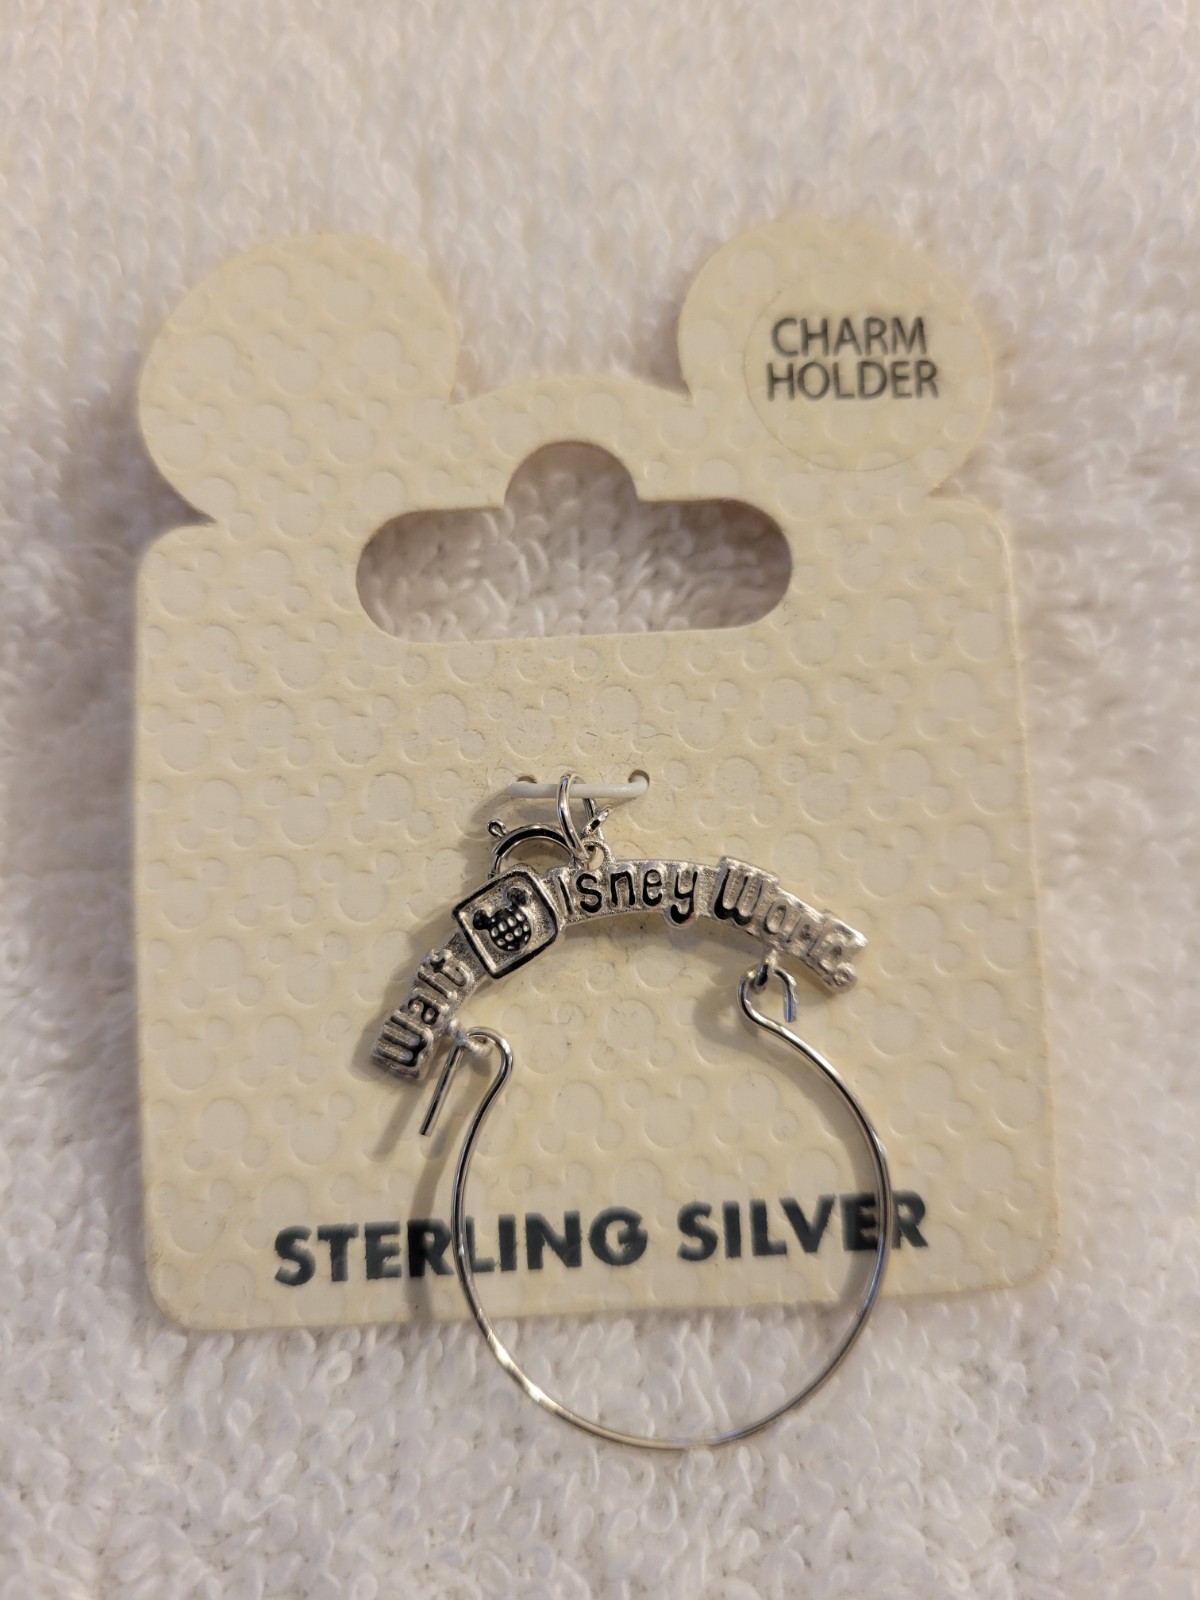 CHARM
HOLDER
Walt Disney World.
STERLING SILVER